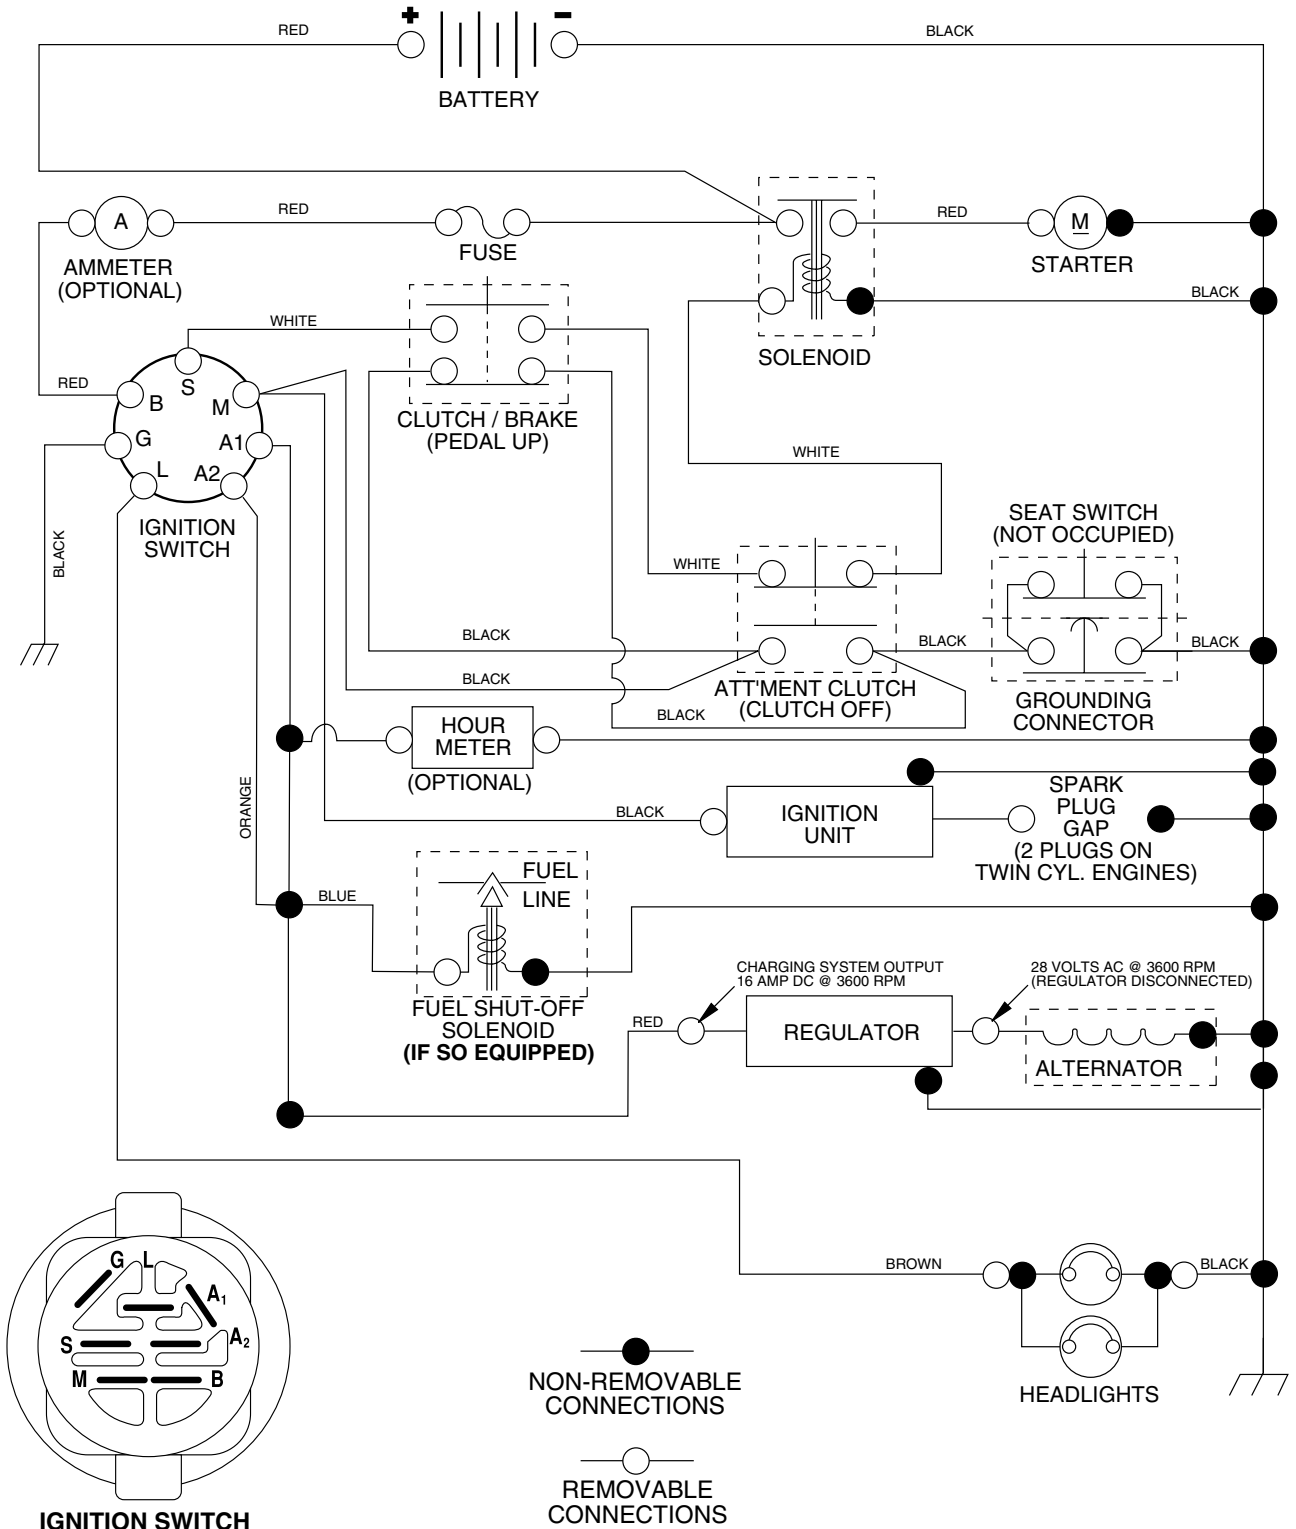 + −
RED
BLACK
BATTERY
A
RED
FUSE
RED
M
STARTER
AMMETER
(OPTIONAL)
BLACK
SOLENOID
WHITE
S
RED
B
M
G
A1
L
A2
CLUTCH / BRAKE
(PEDAL UP)
WHITE
IGNITION
SWITCH
BLACK
SEAT SWITCH
(NOT OCCUPIED)
WHITE
BLACK
BLACK
BLACK
BLACK
ATT'MENT CLUTCH
(CLUTCH OFF)
GROUNDING
CONNECTOR
BLACK
HOUR
METER
(OPTIONAL)
ORANGE
BLACK
IGNITION
UNIT
SPARK
PLUG
GAP
(2 PLUGS ON
TWIN CYL. ENGINES)
FUEL
LINE
BLUE
FUEL SHUT-OFF
SOLENOID
(IF SO EQUIPPED)
CHARGING SYSTEM OUTPUT
16 AMP DC @ 3600 RPM
28 VOLTS AC @ 3600 RPM
(REGULATOR DISCONNECTED)
RED
REGULATOR
ALTERNATOR
BROWN
BLACK
HEADLIGHTS
G L
A1
S
A2
M
B
IGNITION SWITCH
NON-REMOVABLE
CONNECTIONS
REMOVABLE
CONNECTIONS